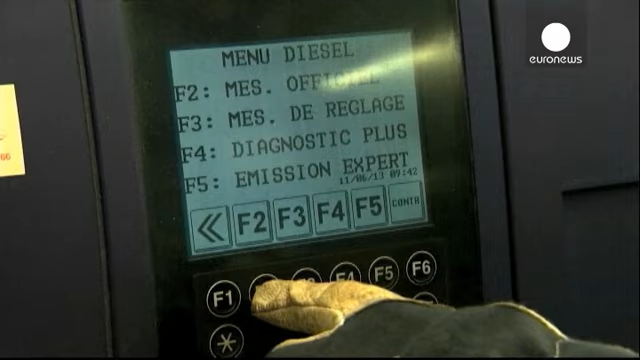 euronews
MENU DIESEL
F2: MES. OFFICIEL
F3: MES. DE REGLAGE
F4: DIAGNOSTIC PLUS
F5: EMISSION EXPERT
11/06/13 09:42
F2 F3 F4 F5 CONTR
F1 F4 F5 F6
*